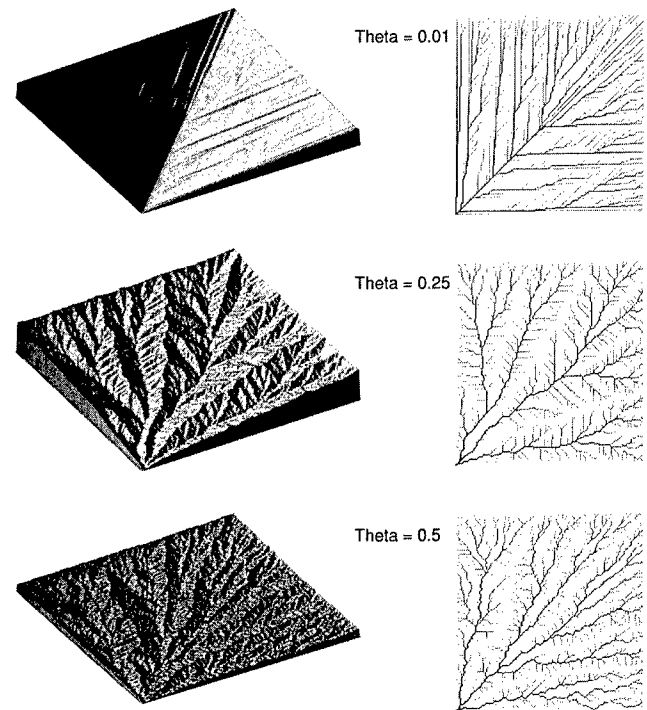 Theta = 0.01
Theta = 0.25
Theta = 0.5